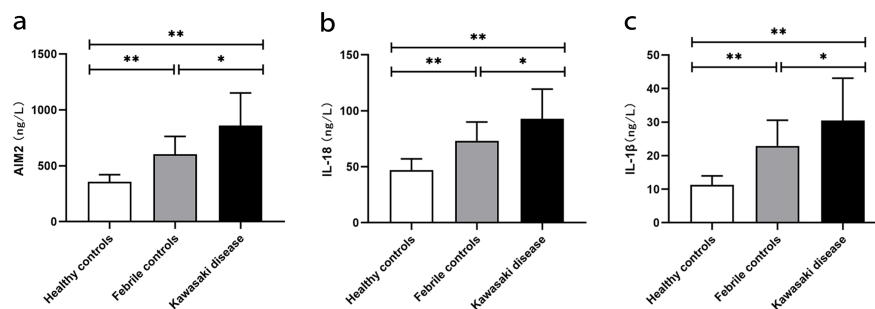 a
**
**
*
1500
1000
500
0
AIM2 (ng/L)
Healthy controls
Febrile controls
Kawasaki disease
b
**
**
*
150
100
50
0
IL-18 (ng/L)
Healthy controls
Febrile controls
Kawasaki disease
c
**
**
*
50
40
30
20
10
0
IL-1β (ng/L)
Healthy controls
Febrile controls
Kawasaki disease